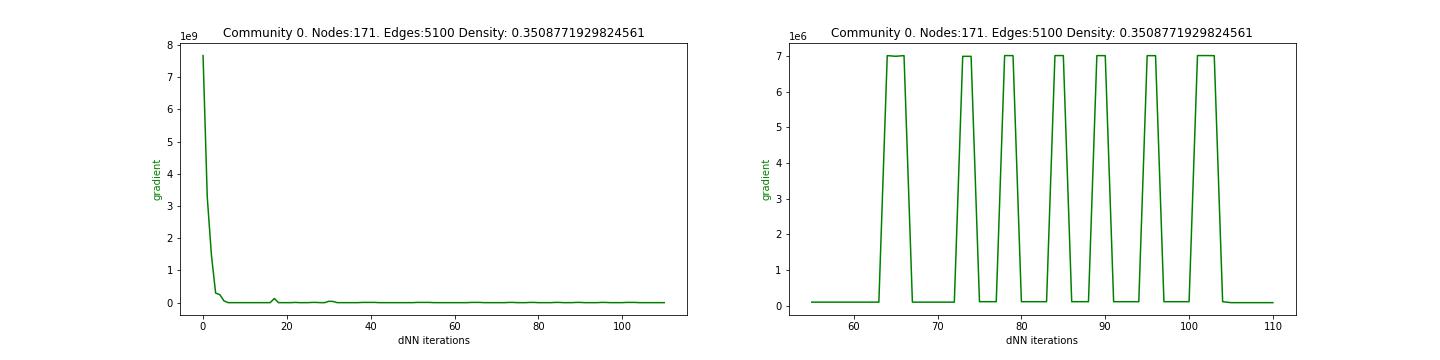 Community 0. Nodes:171. Edges:5100 Density: 0.3508771929824561
1e9
8
7
6
5
4
3
2
1
0
gradient
0 20 40 60 80 100
dNN iterations
Community 0. Nodes:171. Edges:5100 Density: 0.3508771929824561
1e6
7
6
5
4
3
2
1
0
gradient
60 70 80 90 100 110
dNN iterations